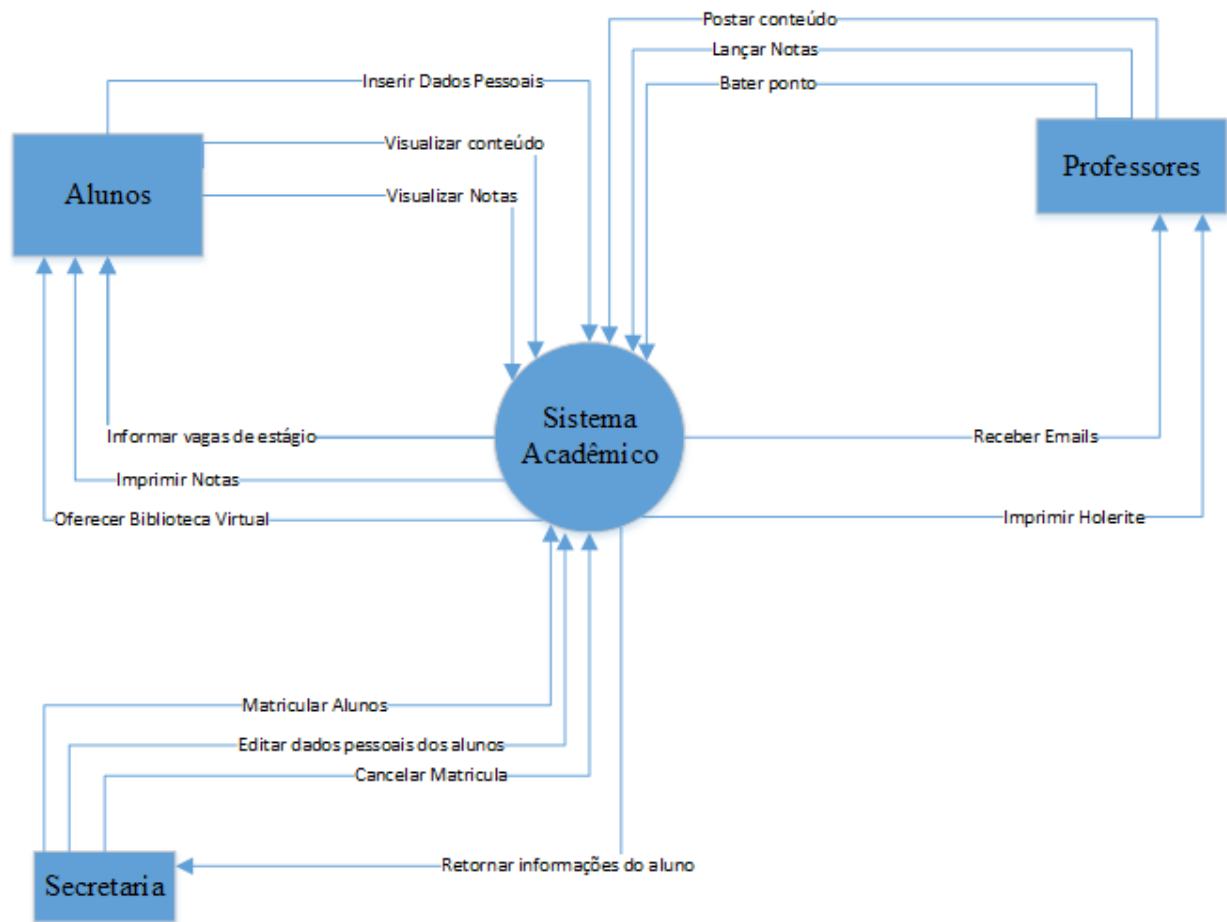 Postar conteúdo
Lançar Notas
Inserir Dados Pessoais
Bater ponto
Visualizar conteúdo
Visualizar Notas
Alunos
Professores
Sistema
Acadêmico
Informar vagas de estágio
Receber Emails
Imprimir Notas
Oferecer Biblioteca Virtual
Imprimir Holerite
Matricular Alunos
Editar dados pessoais dos alunos
Cancelar Matricula
Retornar informações do aluno
Secretaria